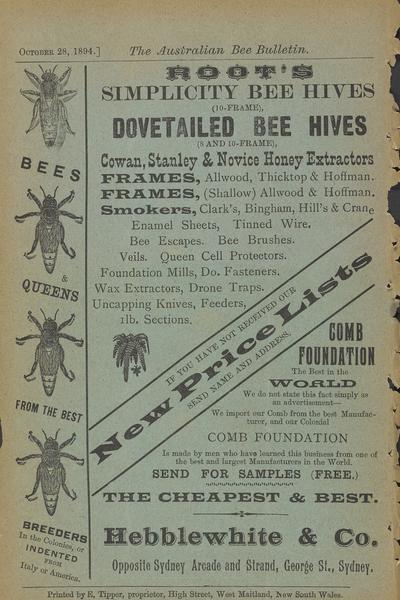 October 28, 1894.] The Australian Bee Bulletin.
ROOT'S
SIMPLICITY BEE HIVES
(10-FRAME),
DOVETAILED BEE HIVES
(8 AND 10-FRAME),
Cowan, Stanley & Novice Honey Extractors
FRAMES, Allwood, Thicktop & Hoffman.
FRAMES, (Shallow) Allwood & Hoffman.
Smokers, Clark's, Bingham, Hill's & Crane
Enamel Sheets, Tinned Wire.
Bee Escapes. Bee Brushes.
Veils. Queen Cell Protectors.
Foundation Mills, Do. Fasteners.
Wax Extractors, Drone Traps.
Uncapping Knives, Feeders,
1lb. Sections.
BEES
&
QUEENS
FROM THE BEST
BREEDERS
In the Colonies, or
INDENTED
FROM
Italy or America.
IF YOU HAVE NOT RECEIVED OUR
New Price Lists
SEND NAME AND ADDRESS.
COMB
FOUNDATION
The Best in the
WORLD
We do not state this fact simply as
an advertisement—
We import our Comb from the best Manufac-
turer, and our Colonial
COMB FOUNDATION
Is made by men who have learned this business from one of
the best and largest Manufacturers in the World.
SEND FOR SAMPLES (FREE.)
THE CHEAPEST & BEST.
Hebblewhite & Co.
Opposite Sydney Arcade and Strand, George St., Sydney.
Printed by E. Tipper, proprietor, High Street, West Maitland, New South Wales.